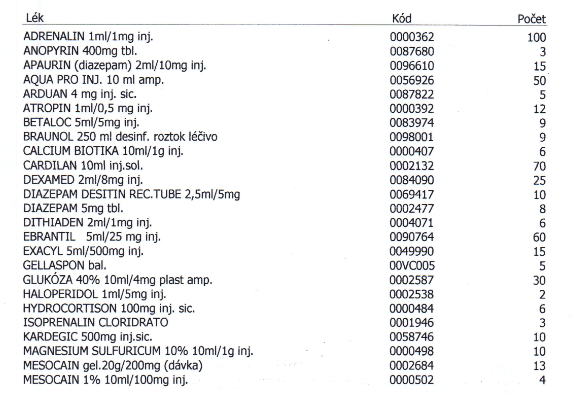 Lék Kód Počet
ADRENALIN 1ml/1mg inj. 0000362 100
ANOPYRIN 400mg tbl. 0087680 3
APAURIN (diazepam) 2ml/10mg inj. 0096610 15
AQUA PRO INJ. 10 ml amp. 0056926 50
ARDUAN 4 mg inj. sic. 0087822 5
ATROPIN 1ml/0,5 mg inj. 0000392 12
BETALOC 5ml/5mg inj. 0083974 9
BRAUNOL 250 ml desinf. roztok léčivo 0098001 9
CALCIUM BIOTIKA 10ml/1g inj. 0000407 6
CARDILAN 10ml inj.sol. 0002132 70
DEXAMED 2ml/8mg inj. 0084090 25
DIAZEPAM DESITIN REC.TUBE 2,5ml/5mg 0069417 10
DIAZEPAM 5mg tbl. 0002477 8
DITHIADEN 2ml/1mg inj. 0004071 6
EBRANTIL 5ml/25 mg inj. 0090764 60
EXACYL 5ml/500mg inj. 0049990 15
GELLASPON bal. 00VC005 5
GLUKÓZA 40% 10ml/4mg plast amp. 0002587 30
HALOPERIDOL 1ml/5mg inj. 0002538 2
HYDROCORTISON 100mg inj. sic. 0000484 6
ISOPRENALIN CLORIDRATO 0001946 3
KARDEGIC 500mg inj.sic. 0058746 10
MAGNESIUM SULFURICUM 10% 10ml/1g inj. 0000498 10
MESOCAIN gel.20g/200mg (dávka) 0002684 13
MESOCAIN 1% 10ml/100mg inj. 0000502 4